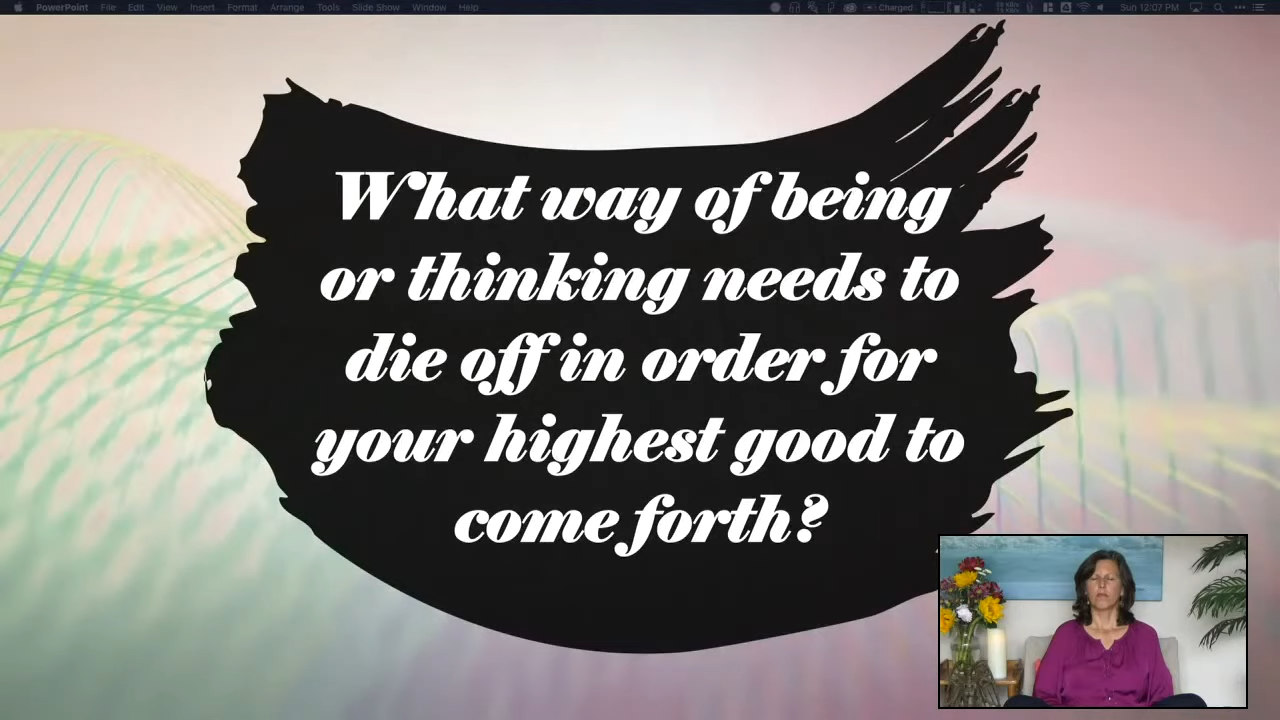 PowerPoint File Edit View Insert Format Arrange Tools Slide Show Window Help Charged Sun 12:07 PM
What way of being
or thinking needs to
die off in order for
your highest good to
come forth?